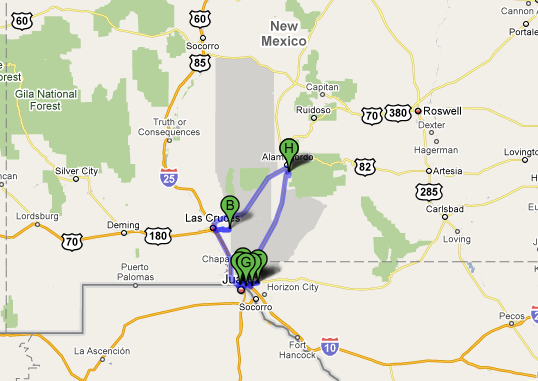 60
60
New
Mexico
Socorro
85
Cannon A
Portale
Gila National
Forest
Capitan
Ruidoso
70
380
Roswell
Truth or
Consequences
Dexter
Hagerman
H
Alamogordo
Lovington
Silver City
25
82
Artesia
285
B
Lordsburg
Las Cruces
Carlsbad
Deming
180
70
Loving
Chapa
G
Puerto
Palomas
Horizon City
Socorro
Pecos
La Ascención
Fort
Hancock
10